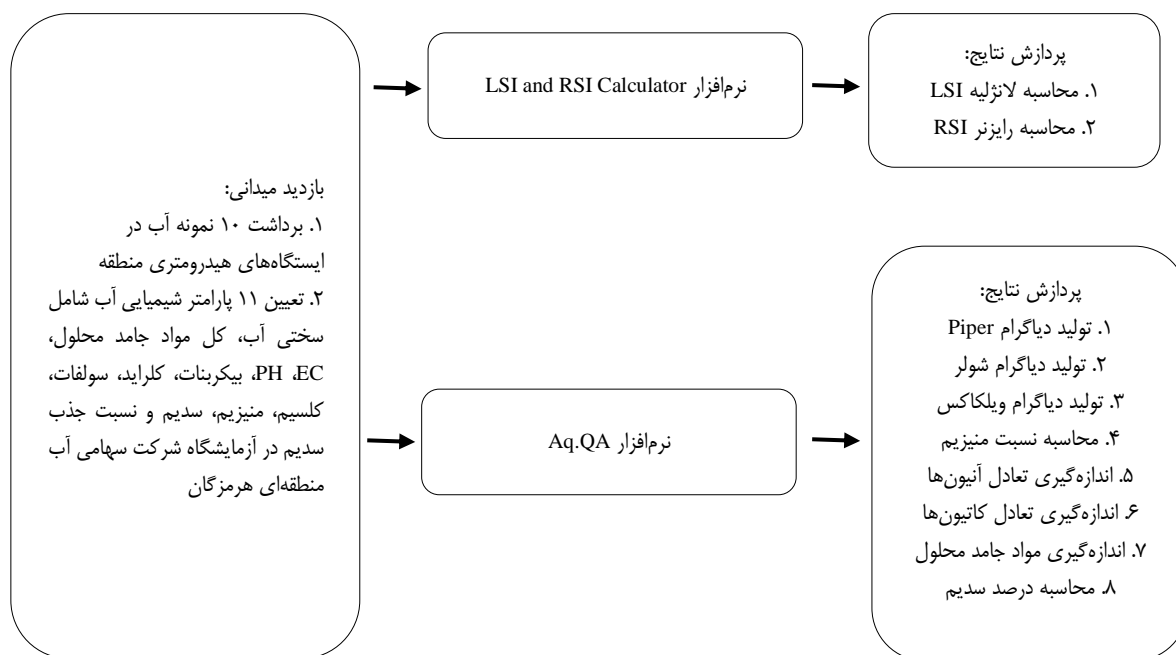 بازدید میدانی:
۱. برداشت ۱۰ نمونه آب در
ایستگاه‌های هیدرومتری منطقه
۲. تعیین ۱۱ پارامتر شیمیایی آب شامل
سختی آب، کل مواد جامد محلول،
PH ،EC، بیکربنات، کلراید، سولفات،
کلسیم، منیزیم، سدیم و نسبت جذب
سدیم در آزمایشگاه شرکت سهامی آب
منطقه‌ای هرمزگان
نرم‌افزار LSI and RSI Calculator
پردازش نتایج:
۱. محاسبه لانژلیه LSI
۲. محاسبه رایزنر RSI
نرم‌افزار Aq.QA
پردازش نتایج:
۱. تولید دیاگرام Piper
۲. تولید دیاگرام شولر
۳. تولید دیاگرام ویلکاکس
۴. محاسبه نسبت منیزیم
۵. اندازه‌گیری تعادل آنیون‌ها
۶. اندازه‌گیری تعادل کاتیون‌ها
۷. اندازه‌گیری مواد جامد محلول
۸. محاسبه درصد سدیم